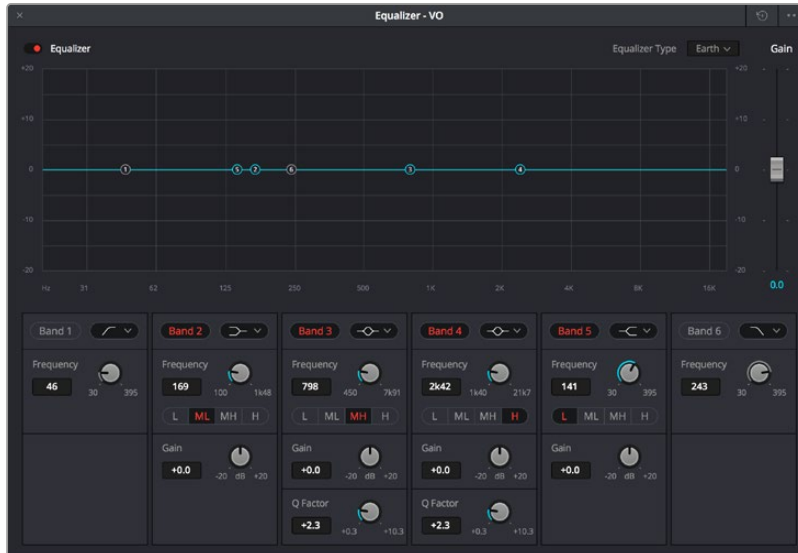 Equalizer - VO
Equalizer
Equalizer Type Earth Gain
+20 +20
+10 +10
0 0
1 5 2 6 3 4
-10 -10
-20 -20
Hz 31 62 125 250 500 1K 2K 4K 8K 16K
0.0
Band 1 Band 2 Band 3 Band 4 Band 5 Band 6
Frequency Frequency Frequency Frequency Frequency Frequency
46 30 395 169 100 1k48 798 450 7k91 2k42 1k40 21k7 141 30 395 243 30 395
L ML MH H L ML MH H L ML MH H L ML MH H
Gain Gain Gain Gain
+0.0 -20 dB +20 +0.0 -20 dB +20 +0.0 -20 dB +20 +0.0 -20 dB +20
Q Factor Q Factor
+2.3 +0.3 +10.3 +2.3 +0.3 +10.3